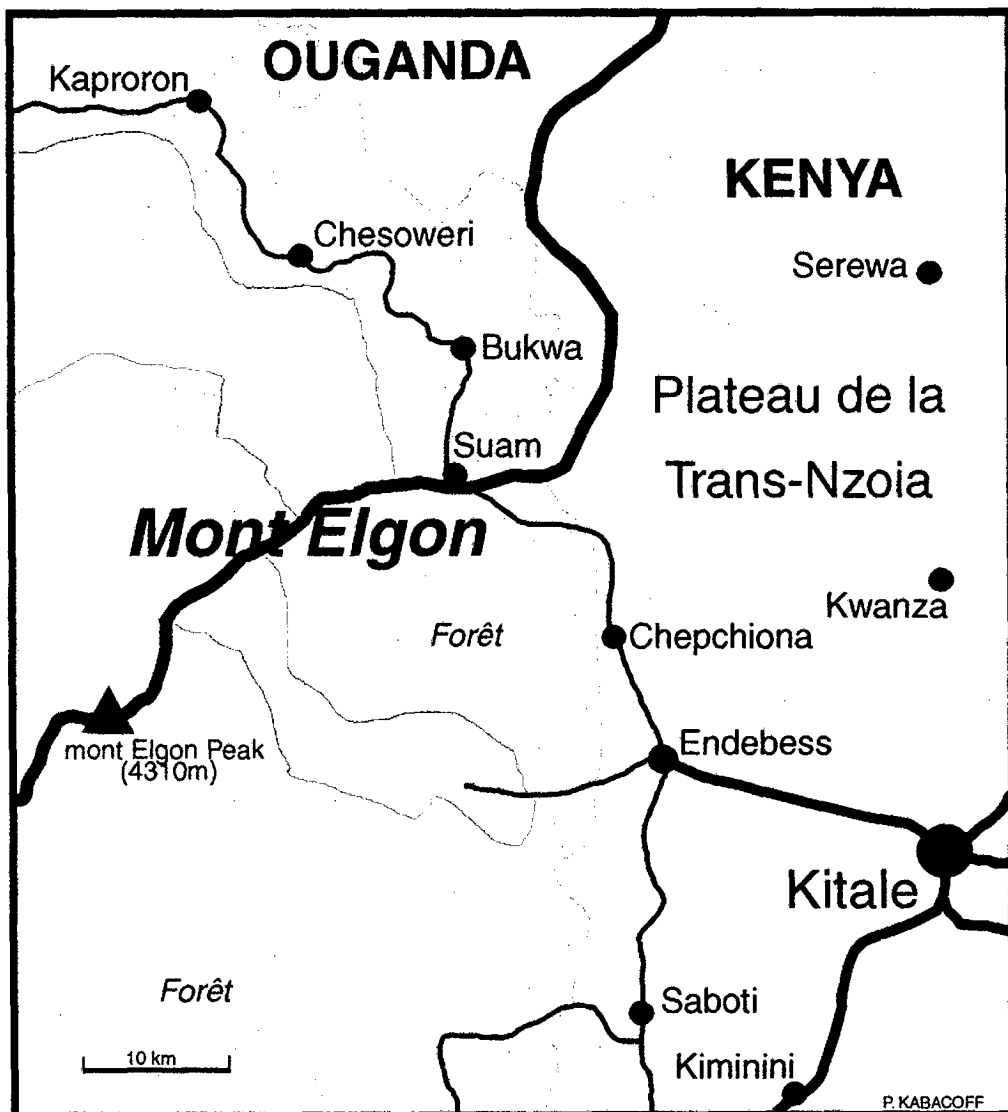 OUGANDA
Kaproron
KENYA
Chesoweri
Serewa
Bukwa
Plateau de la
Suam
Trans-Nzoia
Mont Elgon
Kwanza
Forêt
Chepchiona
mont Elgon Peak
(4310m)
Endebess
Kitale
Forêt
Saboti
10 km
Kiminini
P. KABACOFF